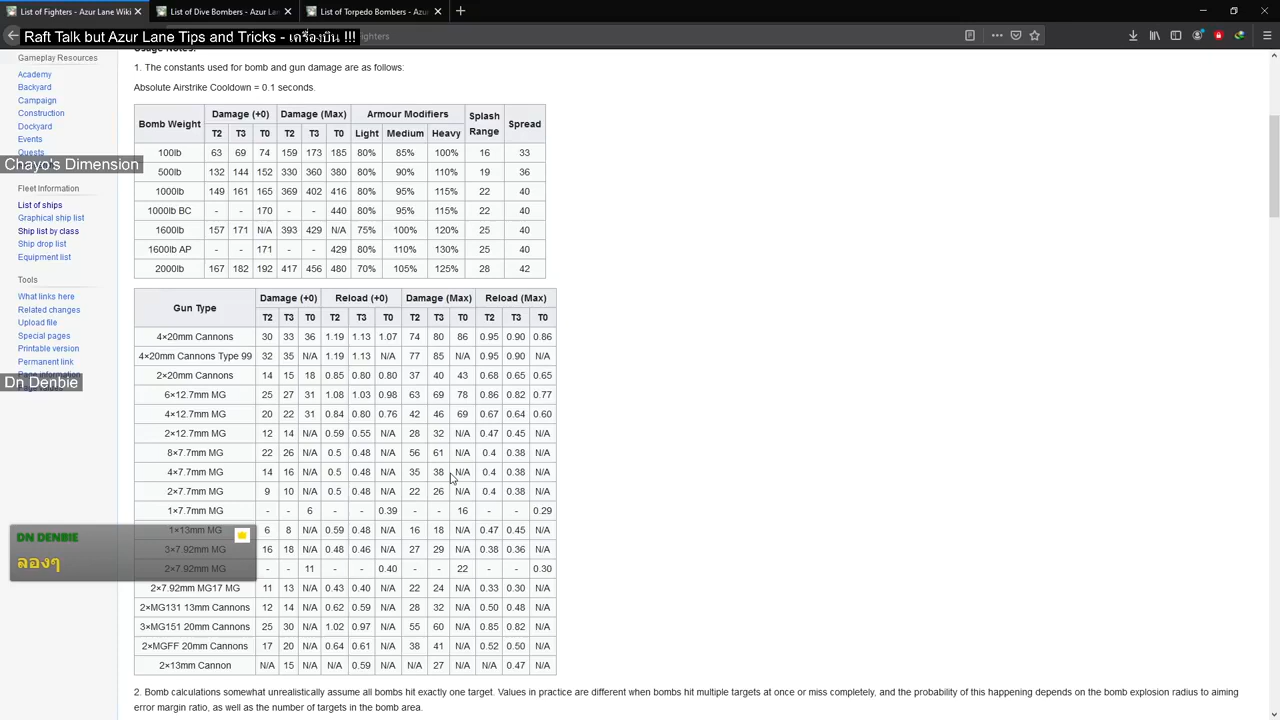 List of Fighters - Azur Lane Wiki
List of Dive Bombers - Azur Lan
List of Torpedo Bombers - Azur
Raft Talk but Azur Lane Tips and Tricks - เครื่องบิน !!!
ighters
Gameplay Resources
Academy
Backyard
Campaign
Construction
Dockyard
Events
Quests
Chayo's Dimension
Fleet Information
List of ships
Graphical ship list
Ship list by class
Ship drop list
Equipment list
Tools
What links here
Related changes
Upload file
Special pages
Printable version
Permanent link
Page information
Dn Denbie
DN DENBIE
ลองๆ
Usage Notes:
1. The constants used for bomb and gun damage are as follows:
Absolute Airstrike Cooldown = 0.1 seconds.
Bomb Weight Damage (+0) Damage (Max) Armour Modifiers Splash Range Spread
T2 T3 T0 T2 T3 T0 Light Medium Heavy
100lb 63 69 74 159 173 185 80% 85% 100% 16 33
500lb 132 144 152 330 360 380 80% 90% 110% 19 36
1000lb 149 161 165 369 402 416 80% 95% 115% 22 40
1000lb BC - - 170 - - 440 80% 95% 115% 22 40
1600lb 157 171 N/A 393 429 N/A 75% 100% 120% 25 40
1600lb AP - - 171 - - 429 80% 110% 130% 25 40
2000lb 167 182 192 417 456 480 70% 105% 125% 28 42
Gun Type Damage (+0) Reload (+0) Damage (Max) Reload (Max)
T2 T3 T0 T2 T3 T0 T2 T3 T0 T2 T3 T0
4×20mm Cannons 30 33 36 1.19 1.13 1.07 74 80 86 0.95 0.90 0.86
4×20mm Cannons Type 99 32 35 N/A 1.19 1.13 N/A 77 85 N/A 0.95 0.90 N/A
2×20mm Cannons 14 15 18 0.85 0.80 0.80 37 40 43 0.68 0.65 0.65
6×12.7mm MG 25 27 31 1.08 1.03 0.98 63 69 78 0.86 0.82 0.77
4×12.7mm MG 20 22 31 0.84 0.80 0.76 42 46 69 0.67 0.64 0.60
2×12.7mm MG 12 14 N/A 0.59 0.55 N/A 28 32 N/A 0.47 0.45 N/A
8×7.7mm MG 22 26 N/A 0.5 0.48 N/A 56 61 N/A 0.4 0.38 N/A
4×7.7mm MG 14 16 N/A 0.5 0.48 N/A 35 38 N/A 0.4 0.38 N/A
2×7.7mm MG 9 10 N/A 0.5 0.48 N/A 22 26 N/A 0.4 0.38 N/A
1×7.7mm MG - - 6 - - 0.39 - - 16 - - 0.29
1×13mm MG 6 8 N/A 0.59 0.48 N/A 16 18 N/A 0.47 0.45 N/A
3×7.92mm MG 16 18 N/A 0.48 0.46 N/A 27 29 N/A 0.38 0.36 N/A
2×7.92mm MG - - 11 - - 0.40 - - 22 - - 0.30
2×7.92mm MG17 MG 11 13 N/A 0.43 0.40 N/A 22 24 N/A 0.33 0.30 N/A
2×MG131 13mm Cannons 12 14 N/A 0.62 0.59 N/A 28 32 N/A 0.50 0.48 N/A
3×MG151 20mm Cannons 25 30 N/A 1.02 0.97 N/A 55 60 N/A 0.85 0.82 N/A
2×MGFF 20mm Cannons 17 20 N/A 0.64 0.61 N/A 38 41 N/A 0.52 0.50 N/A
2×13mm Cannon N/A 15 N/A N/A 0.59 N/A N/A 27 N/A N/A 0.47 N/A
2. Bomb calculations somewhat unrealistically assume all bombs hit exactly one target. Values in practice are different when bombs hit multiple targets at once or miss completely, and the probability of this happening depends on the bomb explosion radius to aiming
error margin ratio, as well as the number of targets in the bomb area.